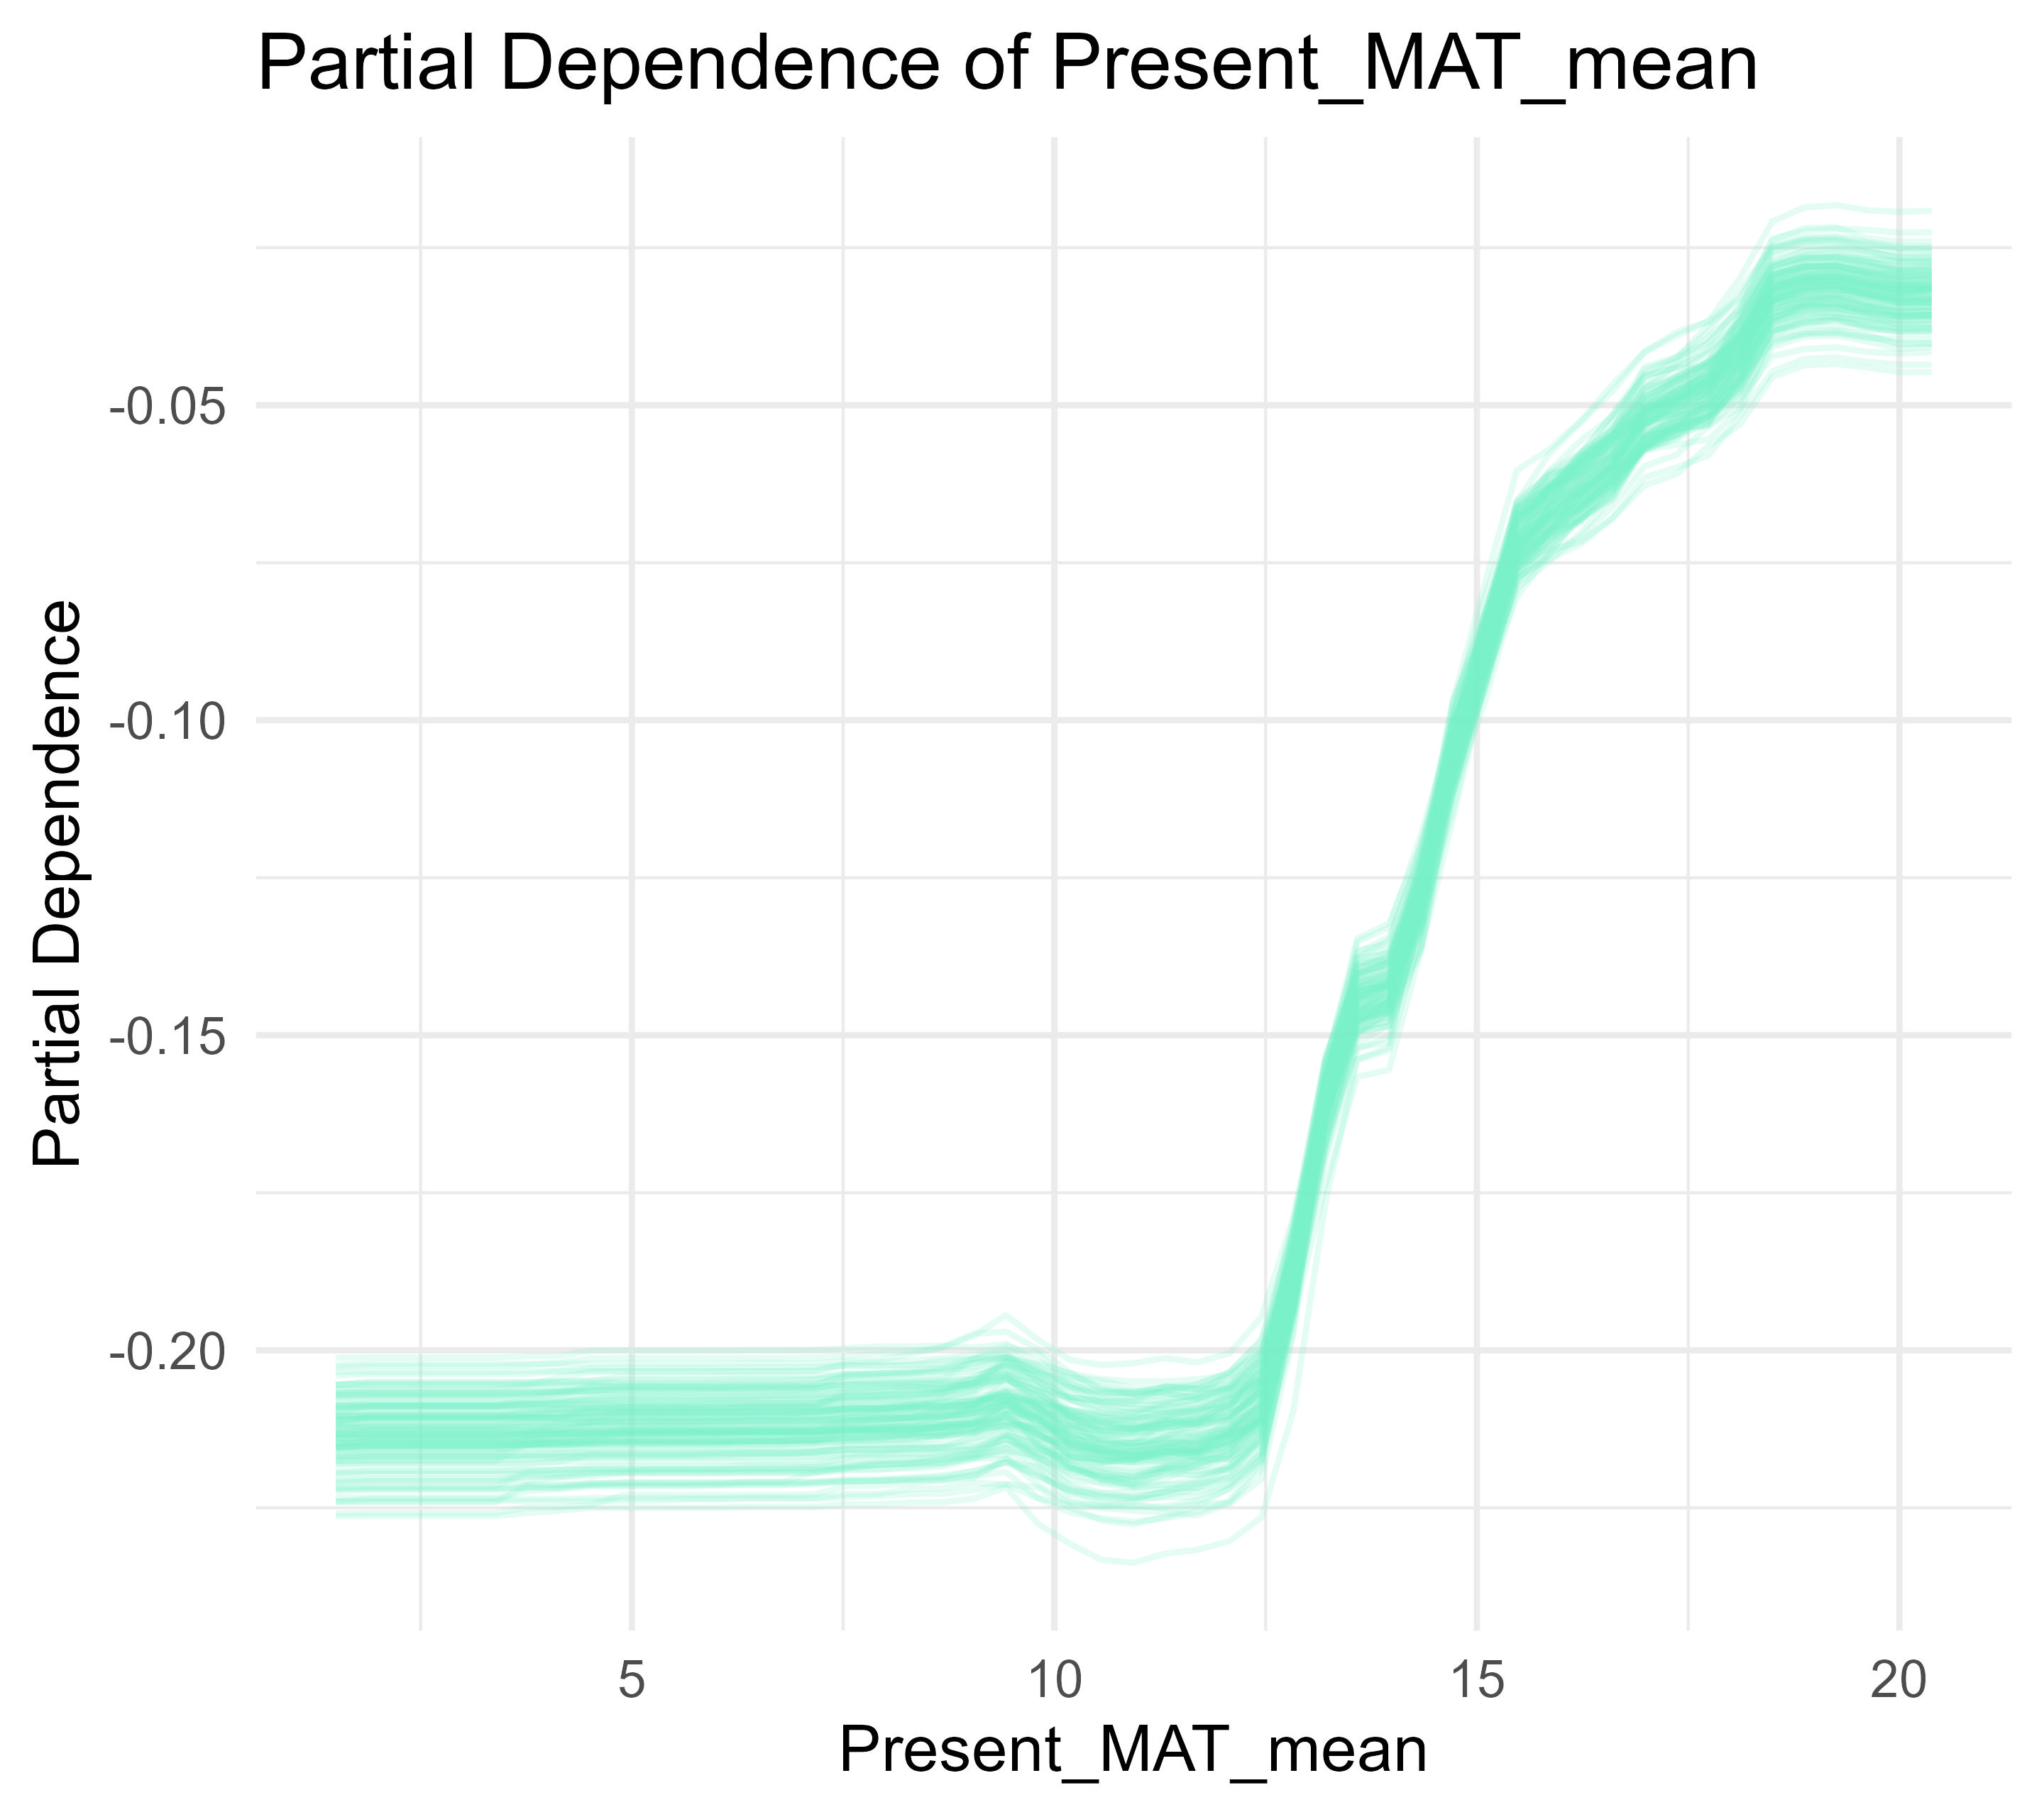 Partial Dependence of Present_MAT_mean
Partial Dependence
-0.05
-0.10
-0.15
-0.20
5 10 15 20
Present_MAT_mean